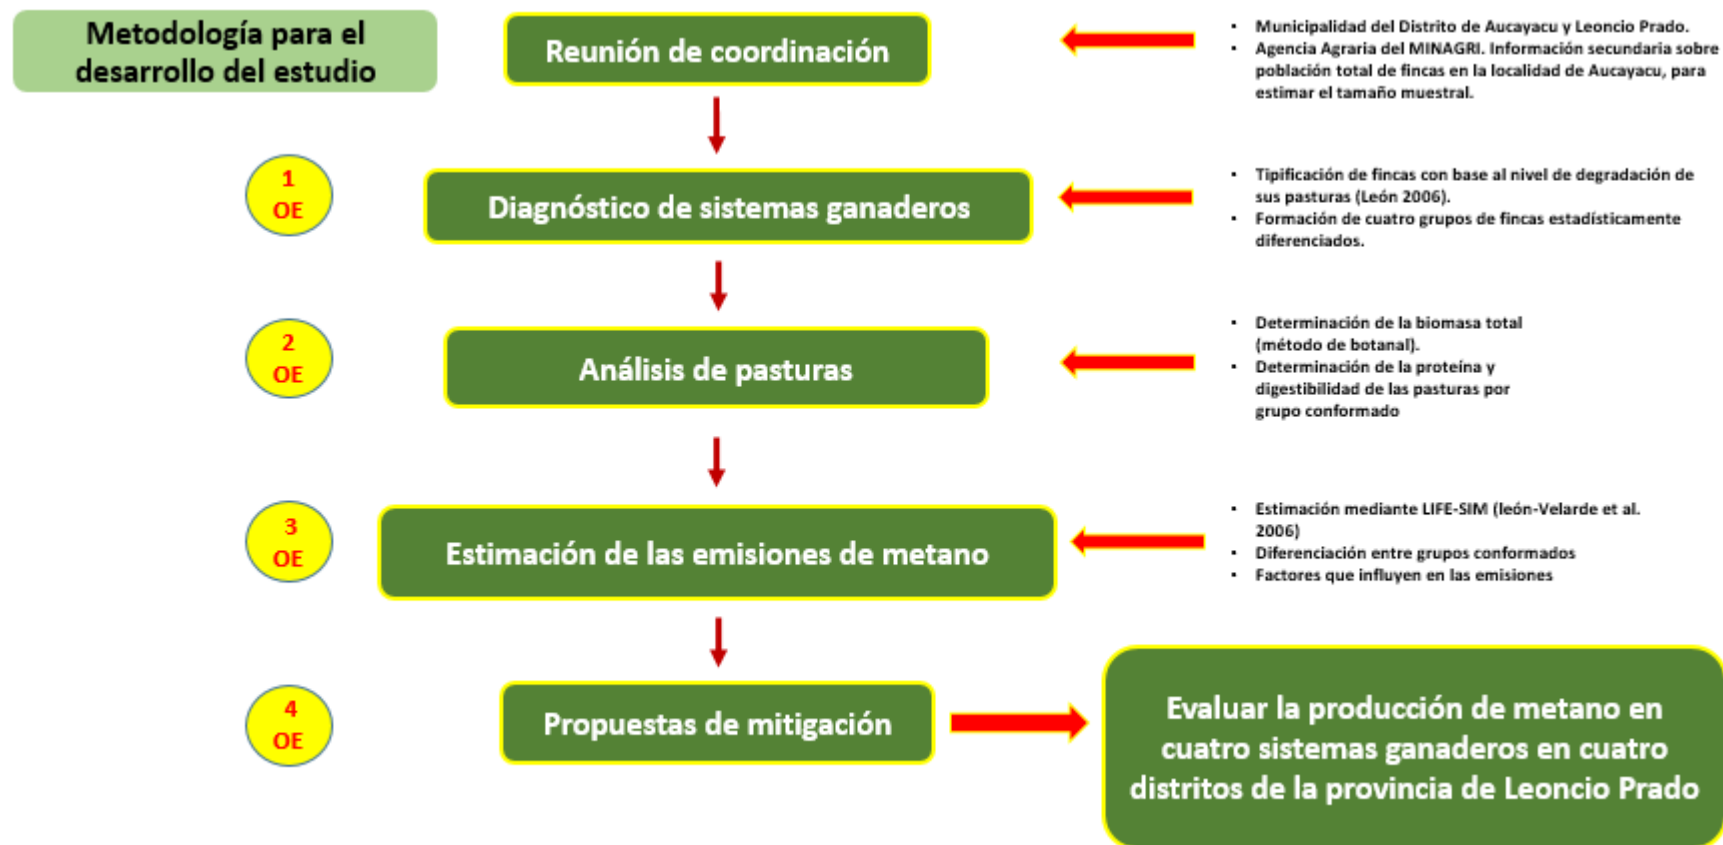 Metodología para el
desarrollo del estudio
Reunión de coordinación
▪ Municipalidad del Distrito de Aucayacu y Leoncio Prado.
▪ Agencia Agraria del MINAGRI. Información secundaria sobre
población total de fincas en la localidad de Aucayacu, para
estimar el tamaño muestral.
1
OE
Diagnóstico de sistemas ganaderos
▪ Tipificación de fincas con base al nivel de degradación de
sus pasturas (León 2006).
▪ Formación de cuatro grupos de fincas estadísticamente
diferenciados.
2
OE
Análisis de pasturas
▪ Determinación de la biomasa total
(método de botanal).
▪ Determinación de la proteína y
digestibilidad de las pasturas por
grupo conformado
3
OE
Estimación de las emisiones de metano
▪ Estimación mediante LIFE-SIM (león-Velarde et al.
2006)
▪ Diferenciación entre grupos conformados
▪ Factores que influyen en las emisiones
4
OE
Propuestas de mitigación
Evaluar la producción de metano en
cuatro sistemas ganaderos en cuatro
distritos de la provincia de Leoncio Prado